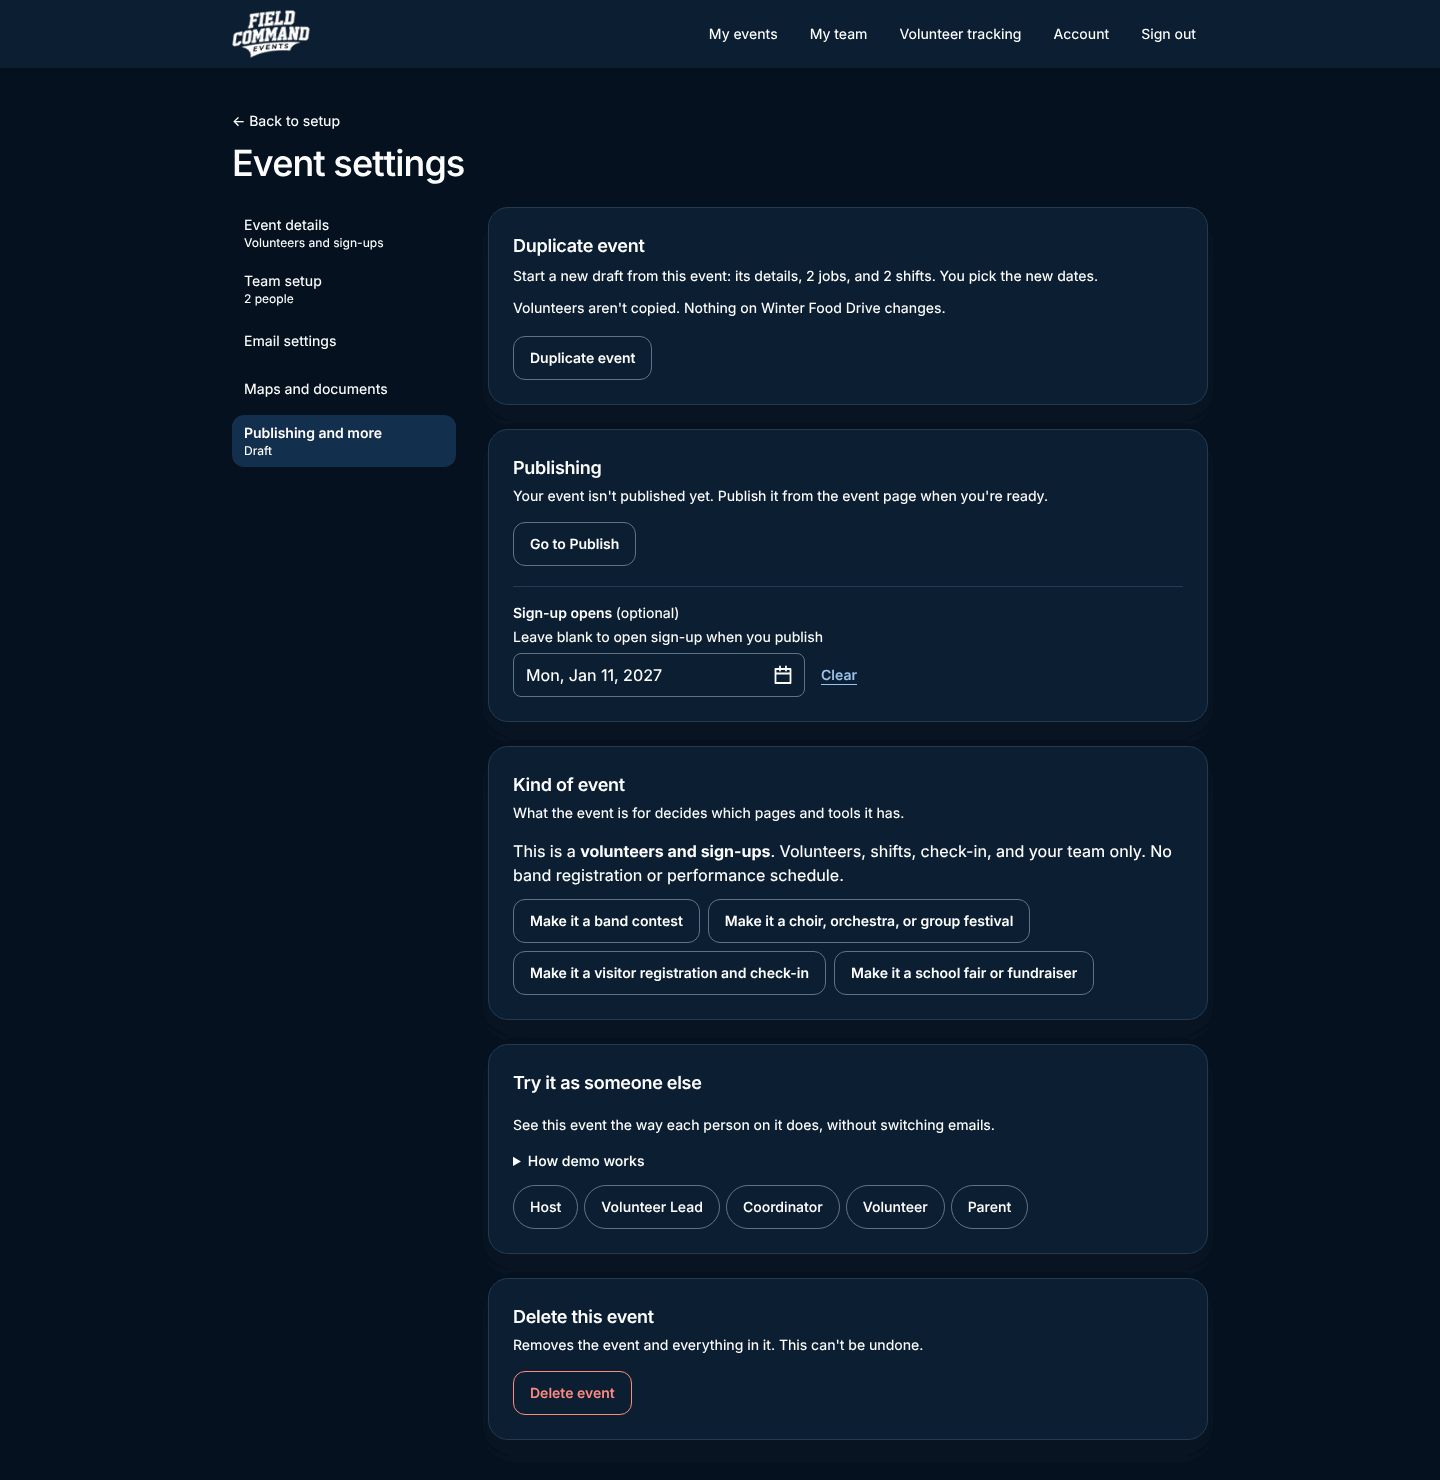 FIELD
COMMAND
EVENTS
My events
My team
Volunteer tracking
Account
Sign out
← Back to setup
Event settings
Event details
Volunteers and sign-ups
Team setup
2 people
Email settings
Maps and documents
Publishing and more
Draft
Duplicate event
Start a new draft from this event: its details, 2 jobs, and 2 shifts. You pick the new dates.
Volunteers aren't copied. Nothing on Winter Food Drive changes.
Duplicate event
Publishing
Your event isn't published yet. Publish it from the event page when you're ready.
Go to Publish
Sign-up opens (optional)
Leave blank to open sign-up when you publish
Mon, Jan 11, 2027
Clear
Kind of event
What the event is for decides which pages and tools it has.
This is a volunteers and sign-ups. Volunteers, shifts, check-in, and your team only. No
band registration or performance schedule.
Make it a band contest
Make it a choir, orchestra, or group festival
Make it a visitor registration and check-in
Make it a school fair or fundraiser
Try it as someone else
See this event the way each person on it does, without switching emails.
▶ How demo works
Host
Volunteer Lead
Coordinator
Volunteer
Parent
Delete this event
Removes the event and everything in it. This can't be undone.
Delete event